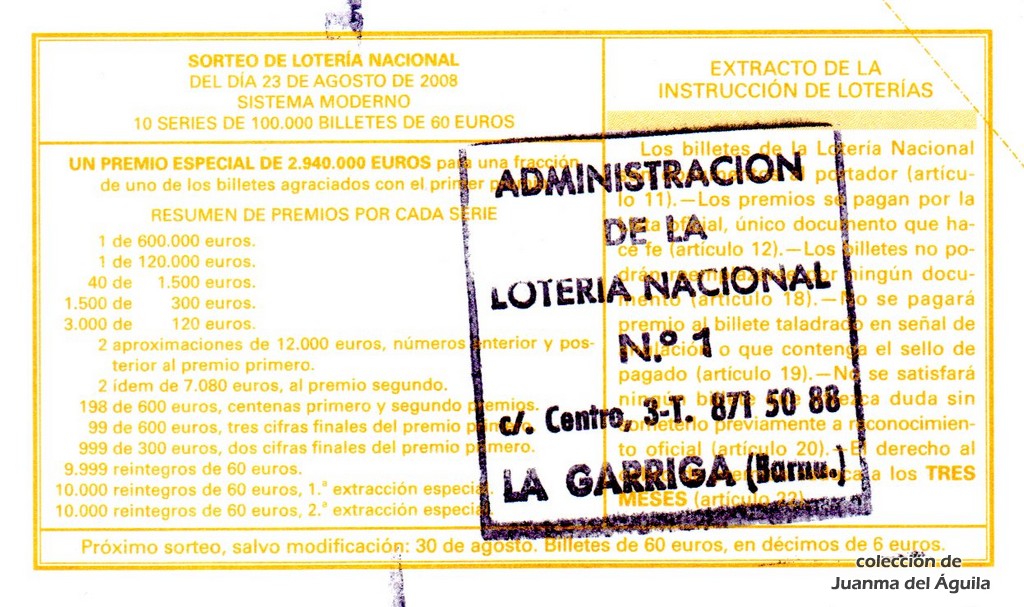 SORTEO DE LOTERÍA NACIONAL
DEL DÍA 23 DE AGOSTO DE 2008
SISTEMA MODERNO
10 SERIES DE 100.000 BILLETES DE 60 EUROS
UN PREMIO ESPECIAL DE 2.940.000 EUROS para una fracción
de uno de los billetes agraciados con el primer premio
RESUMEN DE PREMIOS POR CADA SERIE
1 de 600.000 euros.
1 de 120.000 euros.
40 de 1.500 euros.
1.500 de 300 euros.
3.000 de 120 euros.
2 aproximaciones de 12.000 euros, números anterior y pos-
terior al premio primero.
2 ídem de 7.080 euros, al premio segundo.
198 de 600 euros, centenas primero y segundo premios.
99 de 600 euros, tres cifras finales del premio primero.
999 de 300 euros, dos cifras finales del premio primero.
9.999 reintegros de 60 euros.
10.000 reintegros de 60 euros, 1.ª extracción especial
10.000 reintegros de 60 euros, 2.ª extracción especial
EXTRACTO DE LA
INSTRUCCIÓN DE LOTERÍAS
Los billetes de la Lotería Nacional
portador (artícu-
lo 11).—Los premios se pagan por la
lista oficial, único documento que ha-
ce fe (artículo 12).—Los billetes no po-
drán por ningún docu-
mento (artículo 18).—No se pagará
premio al billete taladrado en señal de
anulación o que contenga el sello de
pagado (artículo 19).—No se satisfará
ningún duda sin
someterlo previamente a reconocimien-
to oficial (artículo 20).—El derecho al
a los TRES
MESES (artículo 22).
ADMINISTRACION
DE LA
LOTERIA NACIONAL
N.º 1
c/. Centro, 3-T. 871 50 88
LA GARRIGA (Barna.)
Próximo sorteo, salvo modificación: 30 de agosto. Billetes de 60 euros, en décimos de 6 euros.
colección de
Juanma del Águila